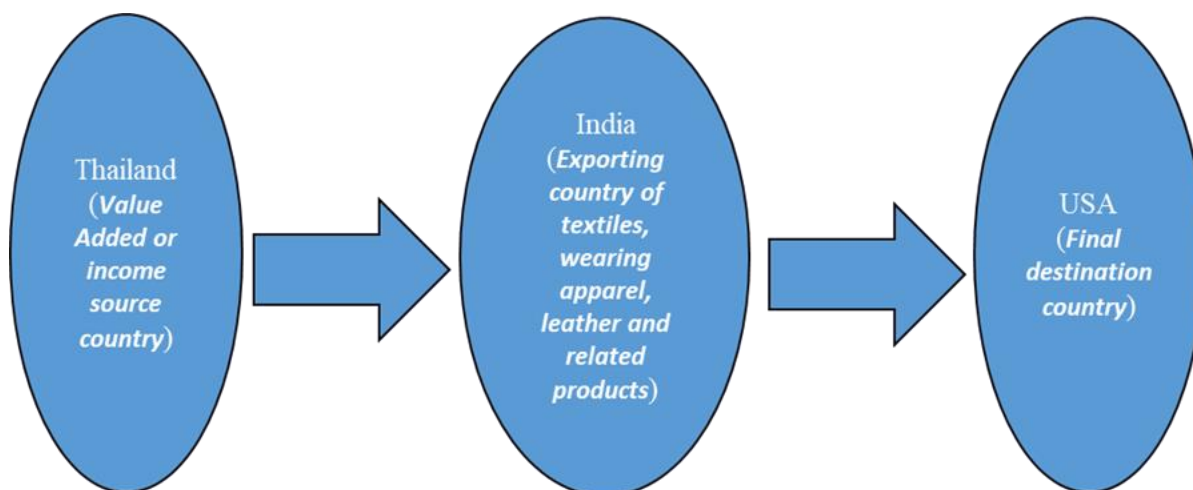 Thailand
(Value
Added or
income
source
country)
India
(Exporting
country of
textiles,
wearing
apparel,
leather and
related
products)
USA
(Final
destination
country)